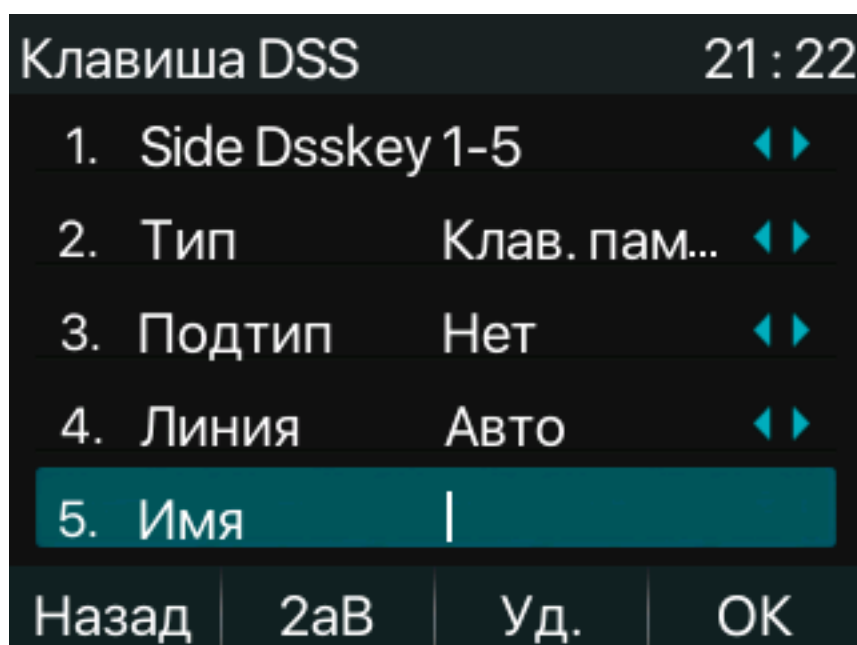 Клавиша DSS 21:22
1. Side Dsskey 1-5
2. Тип Клав. пам...
3. Подтип Нет
4. Линия Авто
5. Имя
Назад 2aB Уд. OK